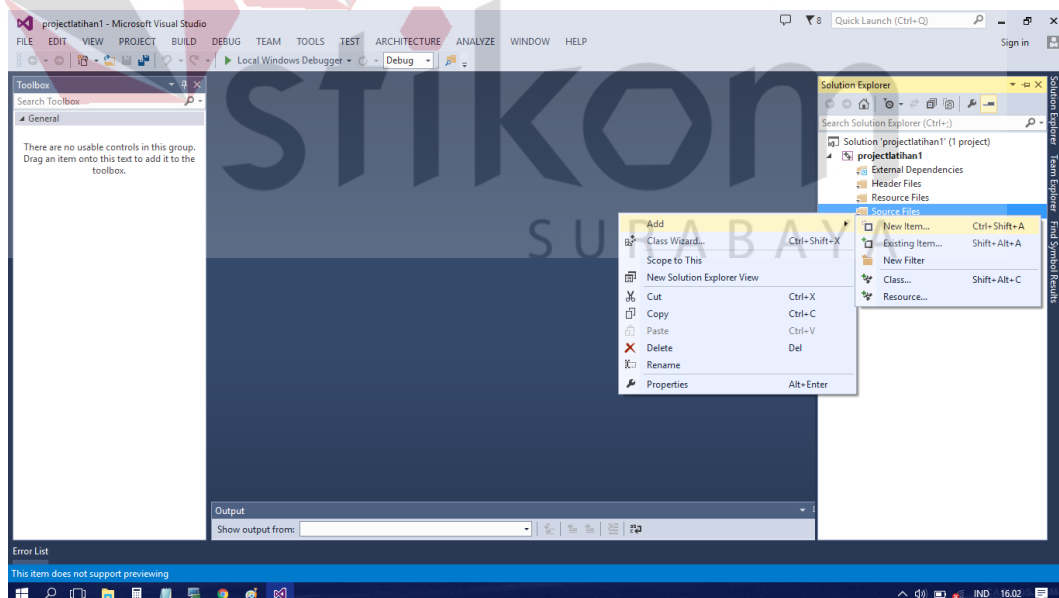 projectlatihan1 - Microsoft Visual Studio
8
Quick Launch (Ctrl+Q)
FILE EDIT VIEW PROJECT BUILD DEBUG TEAM TOOLS TEST ARCHITECTURE ANALYZE WINDOW HELP
Sign in
Local Windows Debugger
Debug
Toolbox
Search Toolbox
General
There are no usable controls in this group.
Drag an item onto this text to add it to the
toolbox.
stikom
SURABAYA
Solution Explorer
Search Solution Explorer (Ctrl+;)
Solution 'projectlatihan1' (1 project)
projectlatihan1
External Dependencies
Header Files
Resource Files
Source Files
Add
Class Wizard... Ctrl+Shift+X
Scope to This
New Solution Explorer View
Cut Ctrl+X
Copy Ctrl+C
Paste Ctrl+V
Delete Del
Rename
Properties Alt+Enter
New Item... Ctrl+Shift+A
Existing Item... Shift+Alt+A
New Filter
Class... Shift+Alt+C
Resource...
Solution Explorer
Team Explorer
Find Symbol Results
Output
Show output from:
Error List
This item does not support previewing
IND 16.02